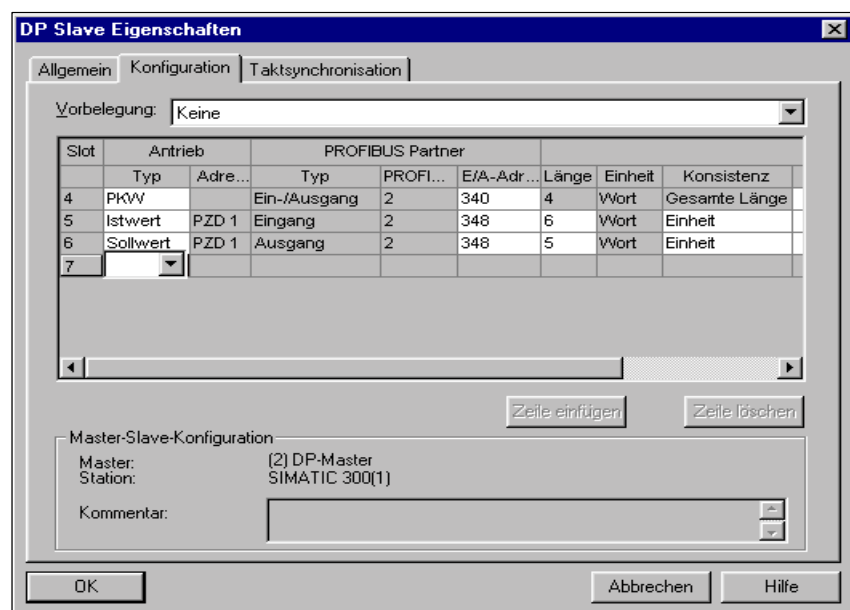 DP Slave Eigenschaften
Allgemein Konfiguration Taktsynchronisation
Vorbelegung: Keine
Slot Antrieb PROFIBUS Partner
Typ Adre... Typ PROFI... E/A-Adr... Länge Einheit Konsistenz
4 PKW Ein-/Ausgang 2 340 4 Wort Gesamte Länge
5 Istwert PZD 1 Eingang 2 348 6 Wort Einheit
6 Sollwert PZD 1 Ausgang 2 348 5 Wort Einheit
7
Zeile einfügen Zeile löschen
Master-Slave-Konfiguration
Master: (2) DP-Master
Station: SIMATIC 300(1)
Kommentar:
OK Abbrechen Hilfe